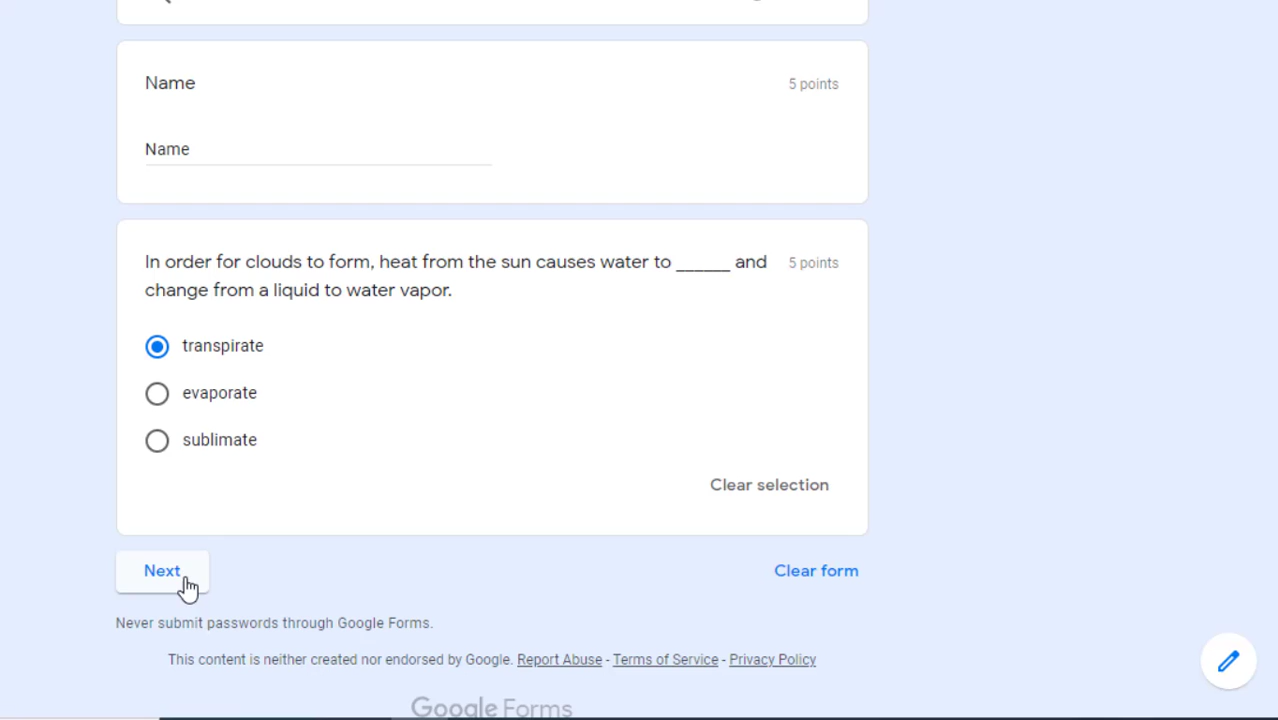 Name
5 points
Name
In order for clouds to form, heat from the sun causes water to ______ and
5 points
change from a liquid to water vapor.
transpirate
evaporate
sublimate
Clear selection
Next
Clear form
Never submit passwords through Google Forms.
This content is neither created nor endorsed by Google. Report Abuse - Terms of Service - Privacy Policy
Google Forms